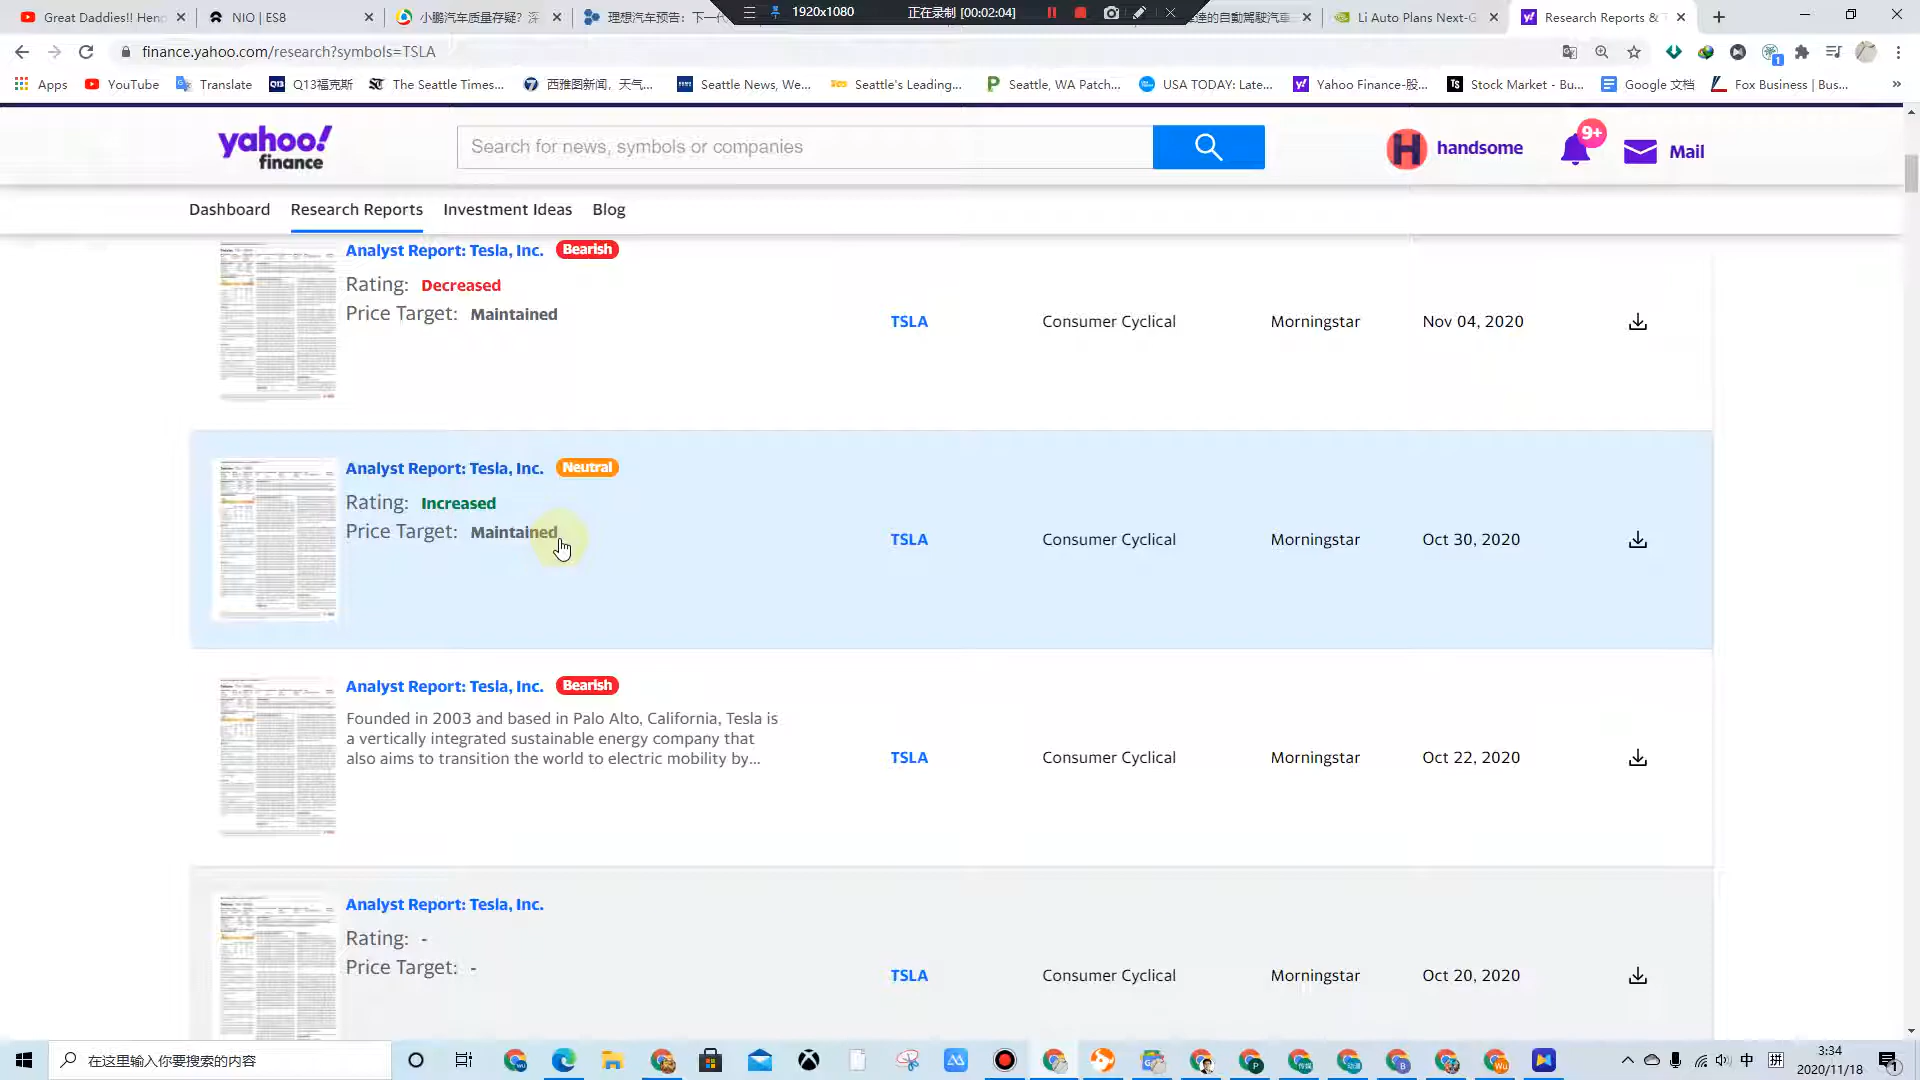 Great Daddies!! Henc
NIO | ES8
小鹏汽车质量存疑？深
理想汽车预告：下一代
1920x1080
正在录制 [00:02:04]
的自動駕駛汽車
Li Auto Plans Next-G
Research Reports &
finance.yahoo.com/research?symbols=TSLA
Apps
YouTube
Translate
Q13福克斯
The Seattle Times...
西雅图新闻，天气...
Seattle News, We...
Seattle's Leading...
Seattle, WA Patch...
USA TODAY: Late...
Yahoo Finance-股...
Stock Market - Bu...
Google 文档
Fox Business | Bus...
yahoo!
finance
Search for news, symbols or companies
H
handsome
9+
Mail
Dashboard
Research Reports
Investment Ideas
Blog
Analyst Report: Tesla, Inc. Bearish
Rating: Decreased
Price Target: Maintained
TSLA
Consumer Cyclical
Morningstar
Nov 04, 2020
Analyst Report: Tesla, Inc. Neutral
Rating: Increased
Price Target: Maintained
TSLA
Consumer Cyclical
Morningstar
Oct 30, 2020
Analyst Report: Tesla, Inc. Bearish
Founded in 2003 and based in Palo Alto, California, Tesla is
a vertically integrated sustainable energy company that
also aims to transition the world to electric mobility by...
TSLA
Consumer Cyclical
Morningstar
Oct 22, 2020
Analyst Report: Tesla, Inc.
Rating: -
Price Target: -
TSLA
Consumer Cyclical
Morningstar
Oct 20, 2020
在这里输入你要搜索的内容
中
拼
3:34
2020/11/18